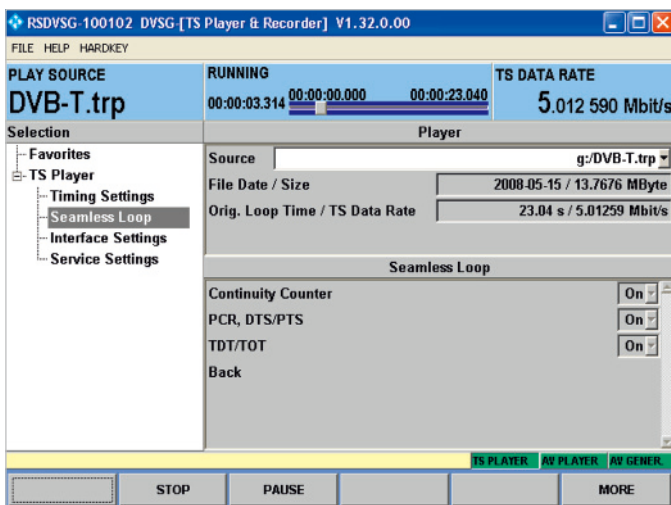 RSDVSG-100102 DVSG-[TS Player & Recorder] V1.32.0.00
FILE HELP HARDKEY
PLAY SOURCE
DVB-T.trp
RUNNING
00:00:03.314 00:00:00.000 00:00:23.040
TS DATA RATE
5.012 590 Mbit/s
Selection
Favorites
TS Player
Timing Settings
Seamless Loop
Interface Settings
Service Settings
Player
Source g:/DVB-T.trp
File Date / Size 2008-05-15 / 13.7676 MByte
Orig. Loop Time / TS Data Rate 23.04 s / 5.01259 Mbit/s
Seamless Loop
Continuity Counter On
PCR, DTS/PTS On
TDT/TOT On
Back
TS PLAYER AV PLAYER AV GENER.
STOP PAUSE MORE